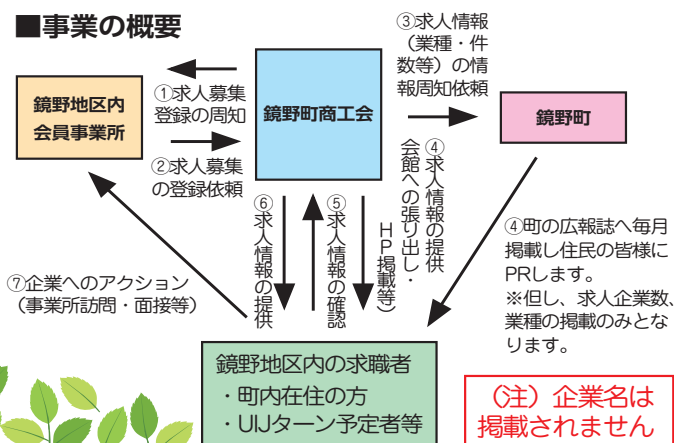 ■事業の概要
鏡野地区内
会員事業所
①求人募集
登録の周知
②求人募集
の登録依頼
鏡野町商工会
③求人情報
（業種・件
数等）の情
報周知依頼
鏡野町
④求人情報の提供
会館への張り出し・
HP掲載等）
⑤求人情報の確認
⑥求人情報の提供
④町の広報誌へ毎月
掲載し住民の皆様に
PRします。
※但し、求人企業数、
業種の掲載のみとな
ります。
⑦企業へのアクション
（事業所訪問・面接等）
鏡野地区内の求職者
・町内在住の方
・UIJターン予定者等
（注）企業名は
掲載されません